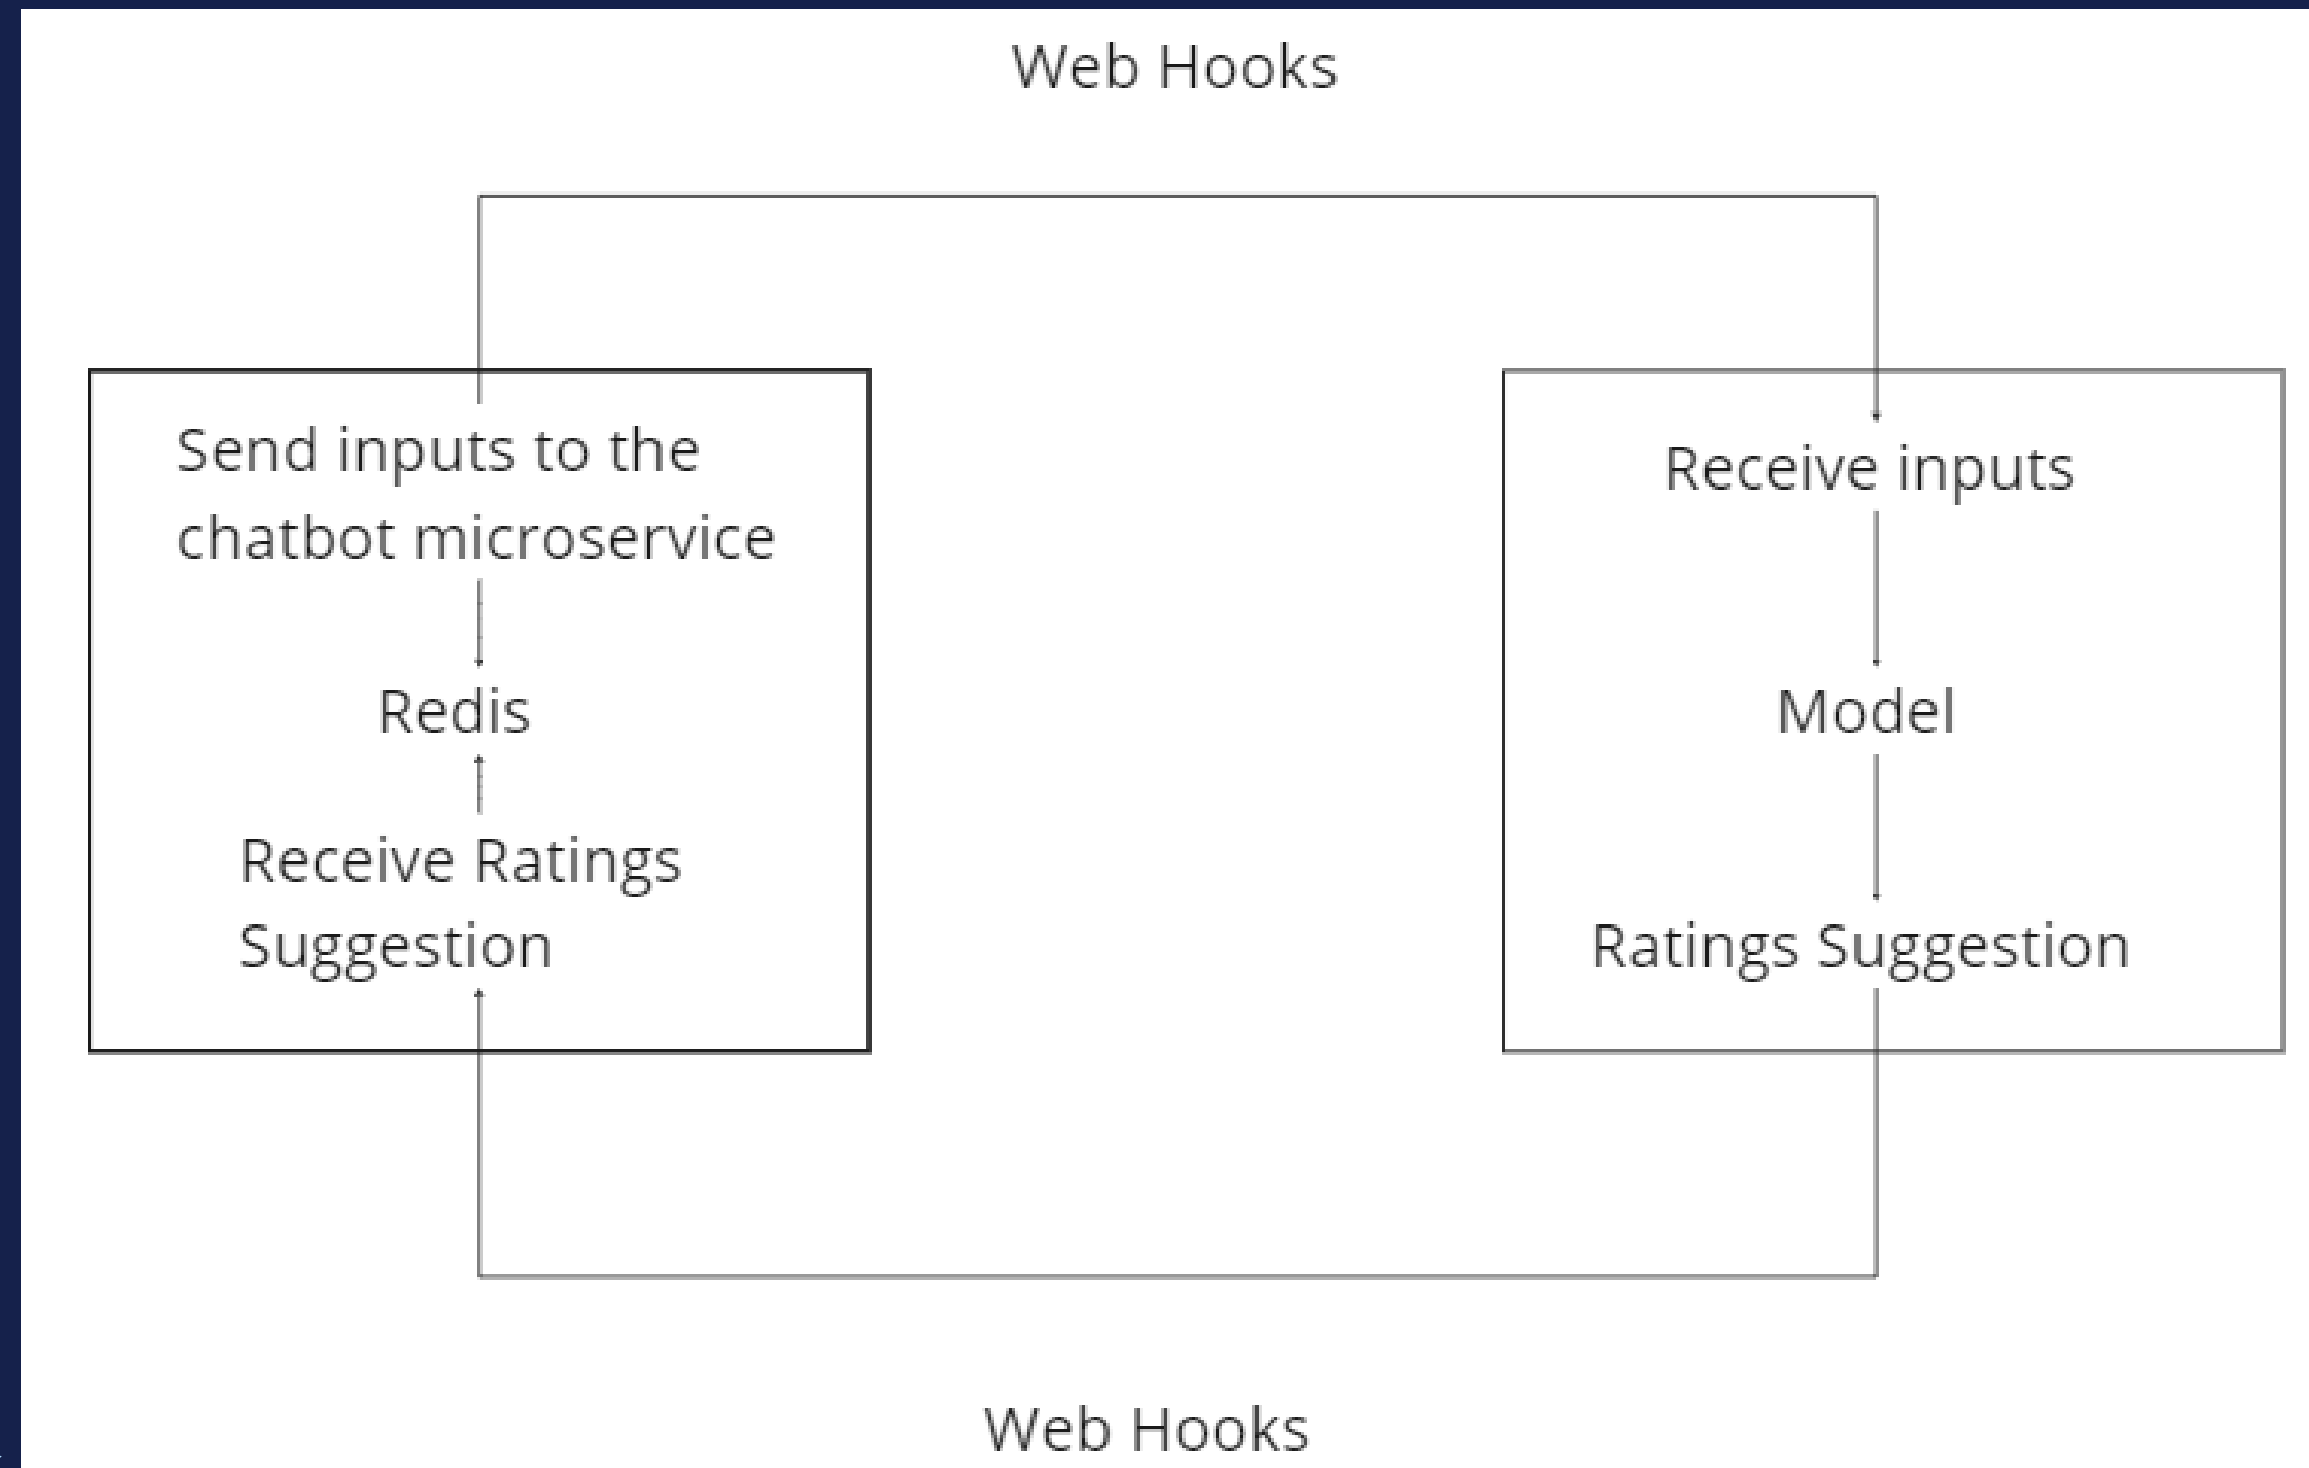 Web Hooks
Send inputs to the
chatbot microservice
Redis
Receive Ratings
Suggestion
Receive inputs
Model
Ratings Suggestion
Web Hooks